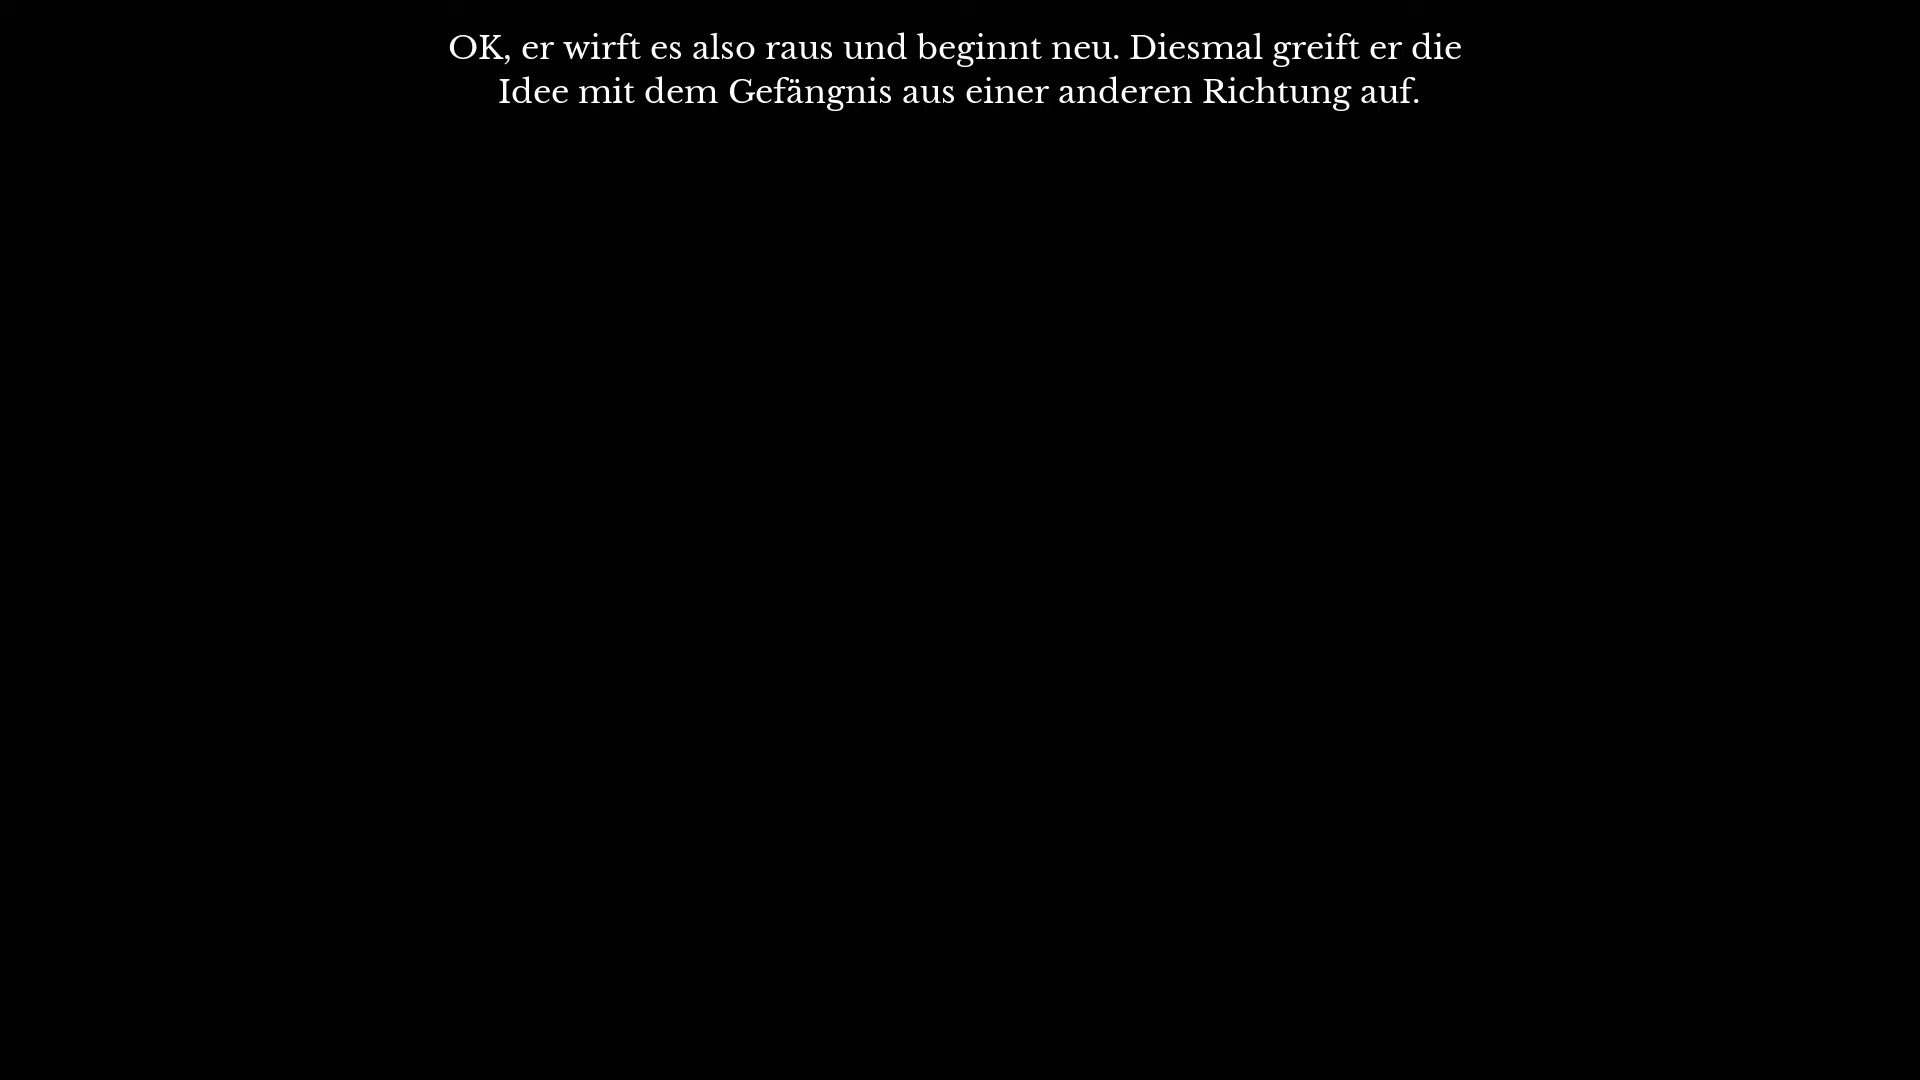 OK, er wirft es also raus und beginnt neu. Diesmal greift er die
Idee mit dem Gefängnis aus einer anderen Richtung auf.